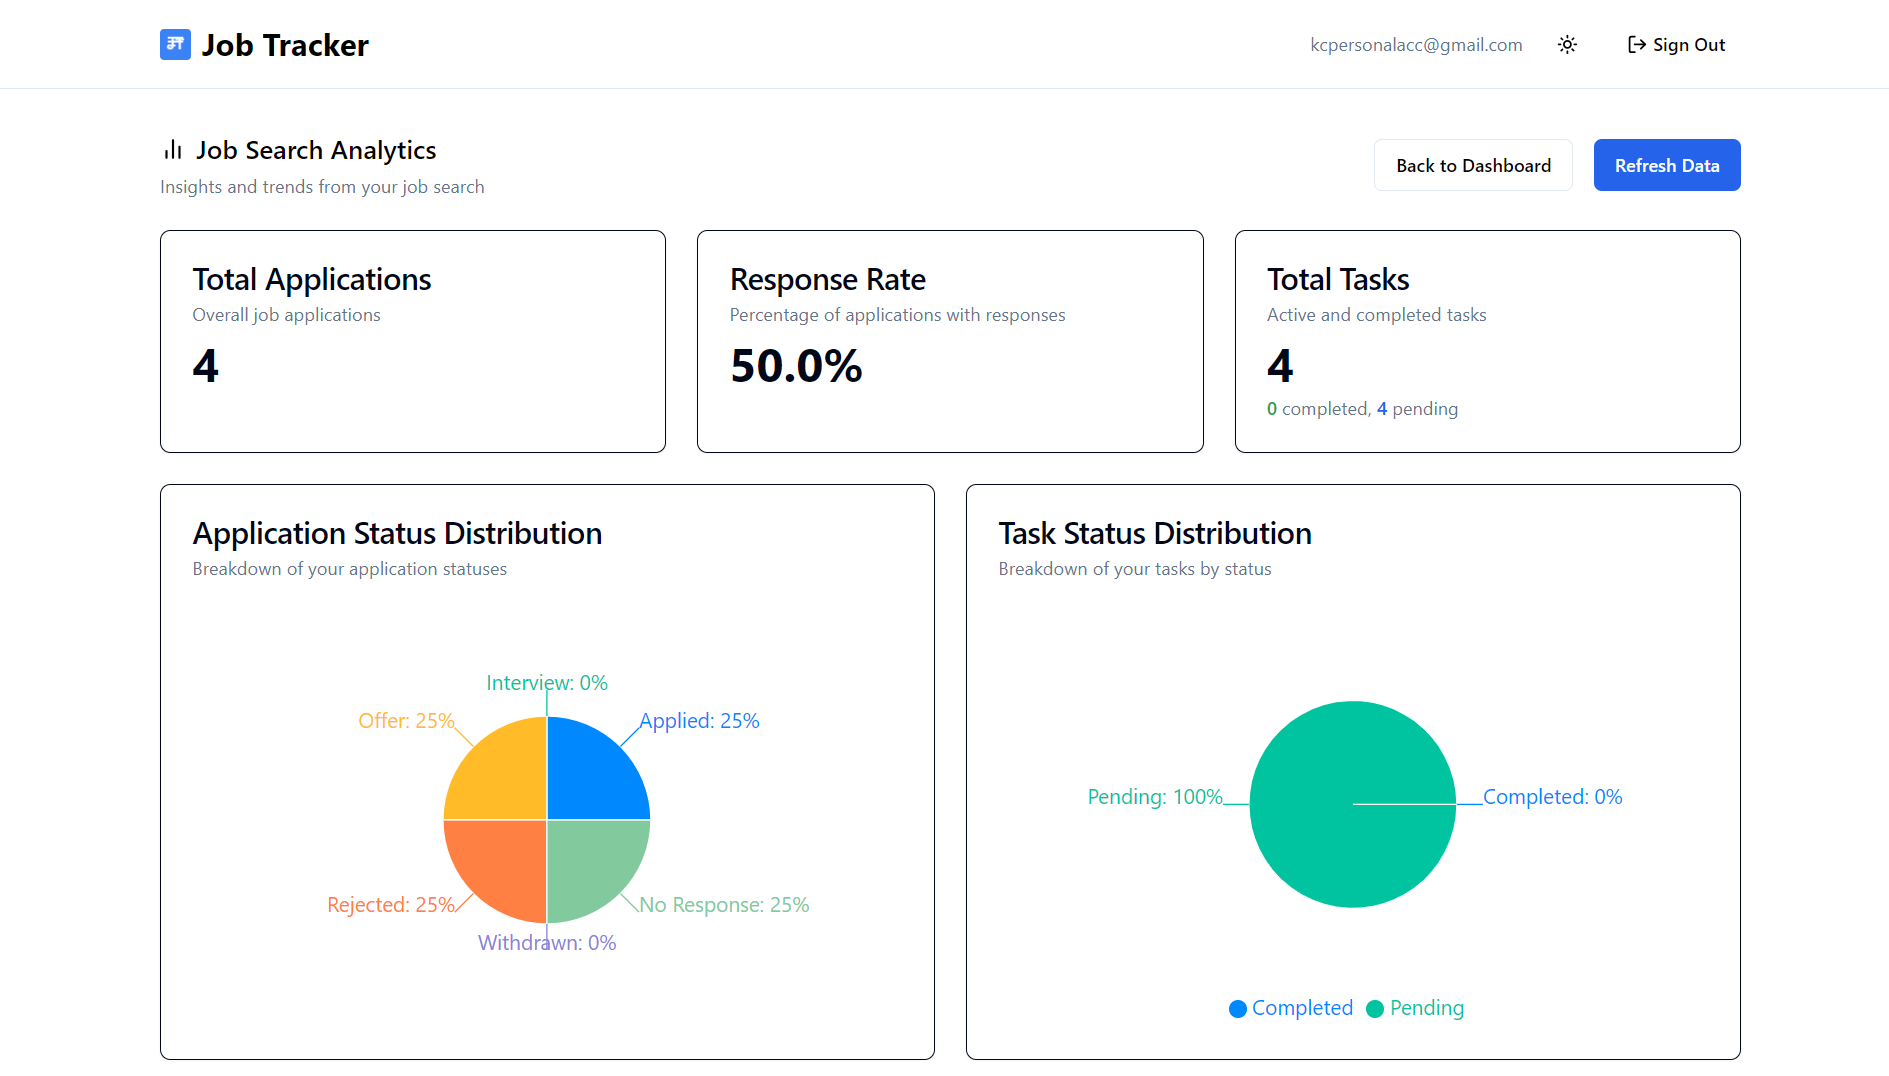 Job Tracker
kcpersonalacc@gmail.com
Sign Out
Job Search Analytics
Insights and trends from your job search
Back to Dashboard
Refresh Data
Total Applications
Overall job applications
4
Response Rate
Percentage of applications with responses
50.0%
Total Tasks
Active and completed tasks
4
0 completed, 4 pending
Application Status Distribution
Breakdown of your application statuses
Interview: 0%
Offer: 25%
Applied: 25%
Rejected: 25%
No Response: 25%
Withdrawn: 0%
Task Status Distribution
Breakdown of your tasks by status
Pending: 100%
Completed: 0%
Completed
Pending